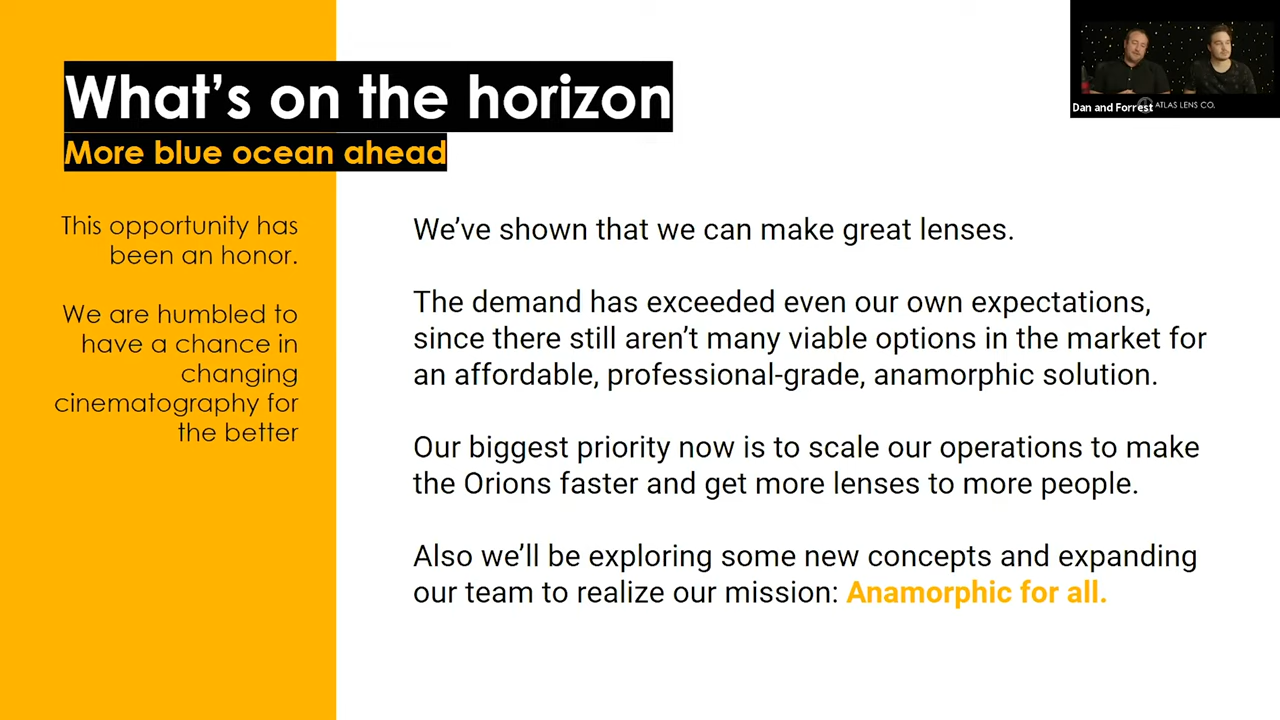 What's on the horizon
More blue ocean ahead
This opportunity has
been an honor.
We are humbled to
have a chance in
changing
cinematography for
the better
We've shown that we can make great lenses.
The demand has exceeded even our own expectations,
since there still aren't many viable options in the market for
an affordable, professional-grade, anamorphic solution.
Our biggest priority now is to scale our operations to make
the Orions faster and get more lenses to more people.
Also we'll be exploring some new concepts and expanding
our team to realize our mission: Anamorphic for all.
Dan and Forrest
ATLAS LENS CO.